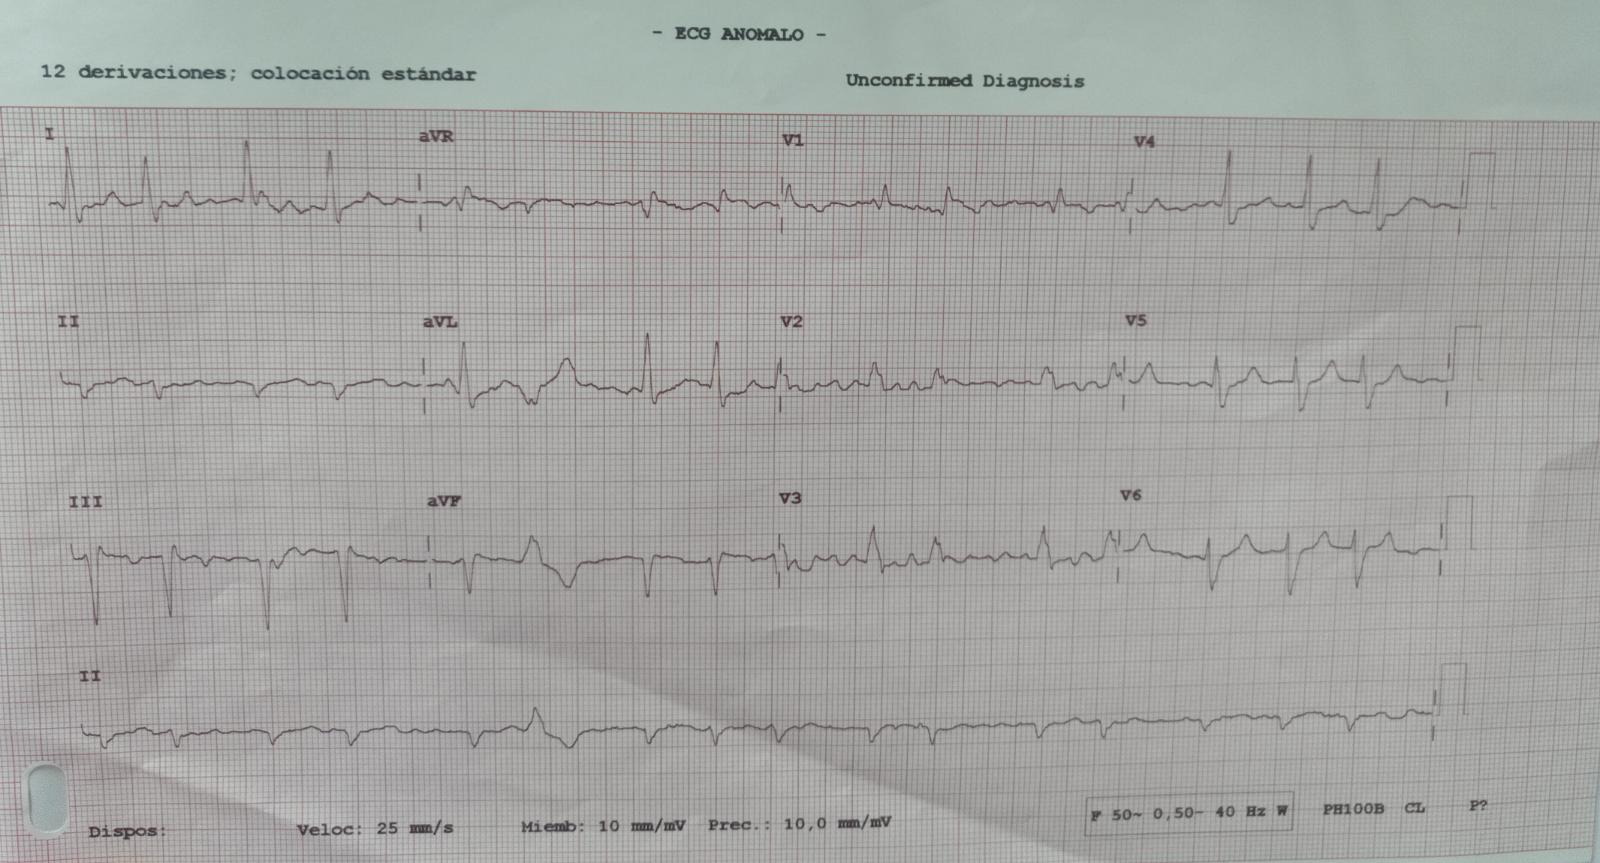 - ECG ANOMALO -
12 derivaciones; colocación estándar
Unconfirmed Diagnosis
I aVR V1 V4
II aVL V2 V5
III aVF V3 V6
II
Dispos: Veloc: 25 mm/s Miemb: 10 mm/mV Prec.: 10,0 mm/mV F 50~ 0,50- 40 Hz W PH100B CL P?